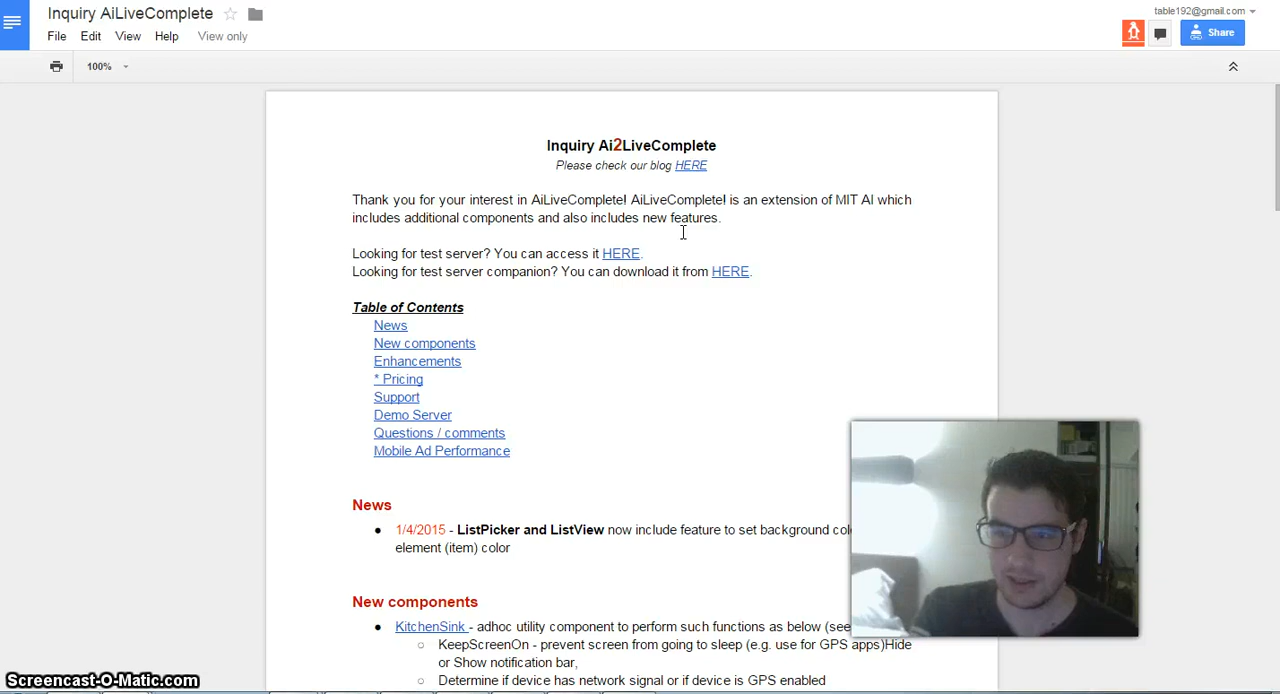 Inquiry AiLiveComplete
table192@gmail.com
File Edit View Help View only
Share
100%
Inquiry Ai2LiveComplete
Please check our blog HERE
Thank you for your interest in AiLiveComplete! AiLiveComplete! is an extension of MIT AI which
includes additional components and also includes new features.
Looking for test server? You can access it HERE.
Looking for test server companion? You can download it from HERE.
Table of Contents
News
New components
Enhancements
* Pricing
Support
Demo Server
Questions / comments
Mobile Ad Performance
News
● 1/4/2015 - ListPicker and ListView now include feature to set background
element (item) color
New components
● KitchenSink - adhoc utility component to perform such functions as below (see
○ KeepScreenOn - prevent screen from going to sleep (e.g. use for GPS apps)Hide
or Show notification bar,
○ Determine if device has network signal or if device is GPS enabled
Screencast-O-Matic.com